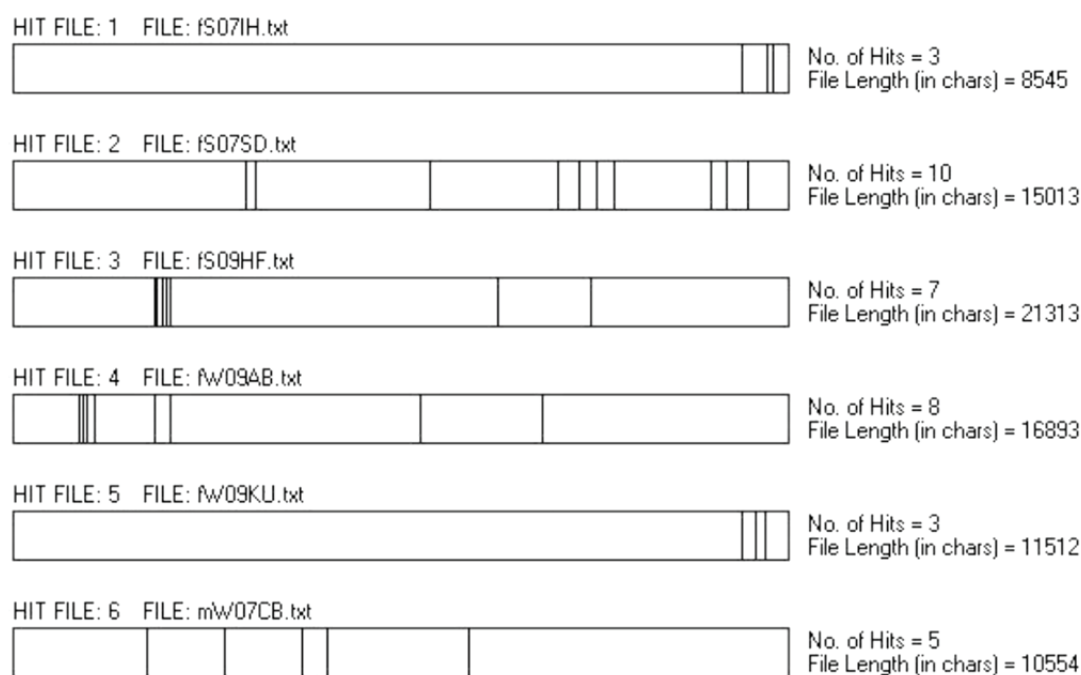 HIT FILE: 1 FILE: fS07IH.txt
No. of Hits = 3
File Length (in chars) = 8545
HIT FILE: 2 FILE: fS07SD.txt
No. of Hits = 10
File Length (in chars) = 15013
HIT FILE: 3 FILE: fS09HF.txt
No. of Hits = 7
File Length (in chars) = 21313
HIT FILE: 4 FILE: fW09AB.txt
No. of Hits = 8
File Length (in chars) = 16893
HIT FILE: 5 FILE: fW09KU.txt
No. of Hits = 3
File Length (in chars) = 11512
HIT FILE: 6 FILE: mW07CB.txt
No. of Hits = 5
File Length (in chars) = 10554